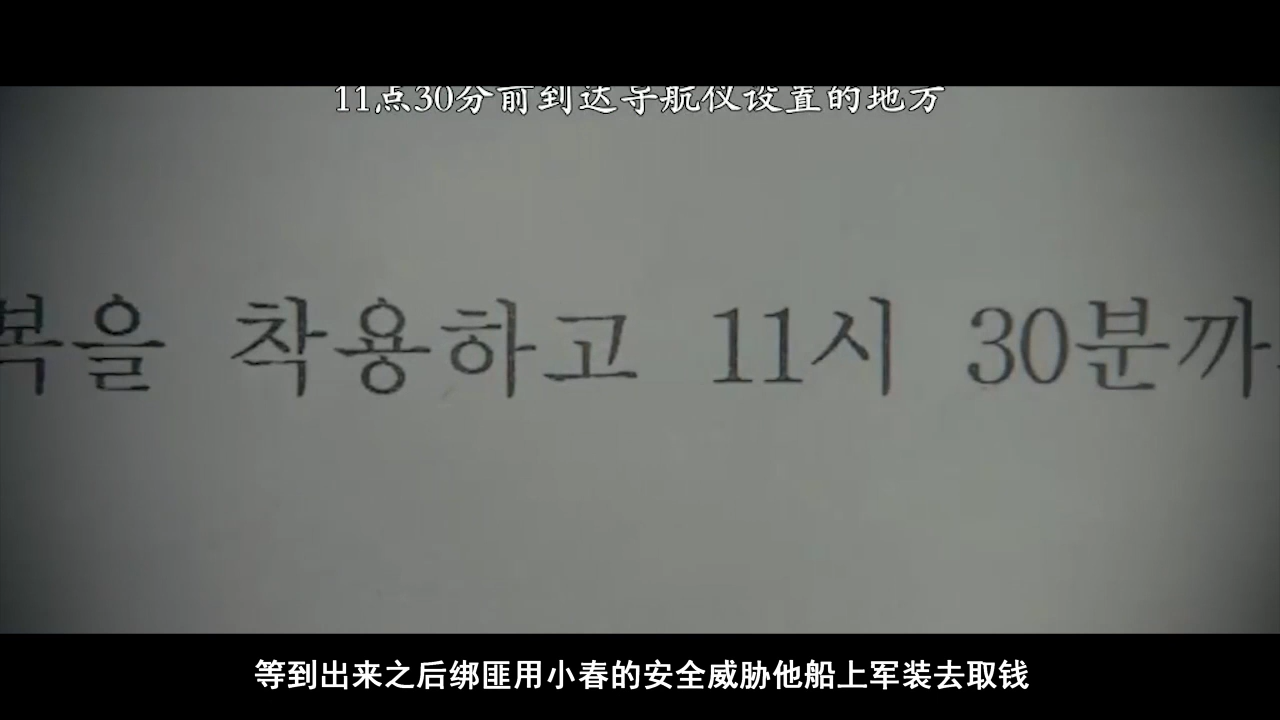 11点30分前到达导航仪设置的地方
복을 착용하고 11시 30분까
等到出来之后绑匪用小春的安全威胁他船上军装去取钱